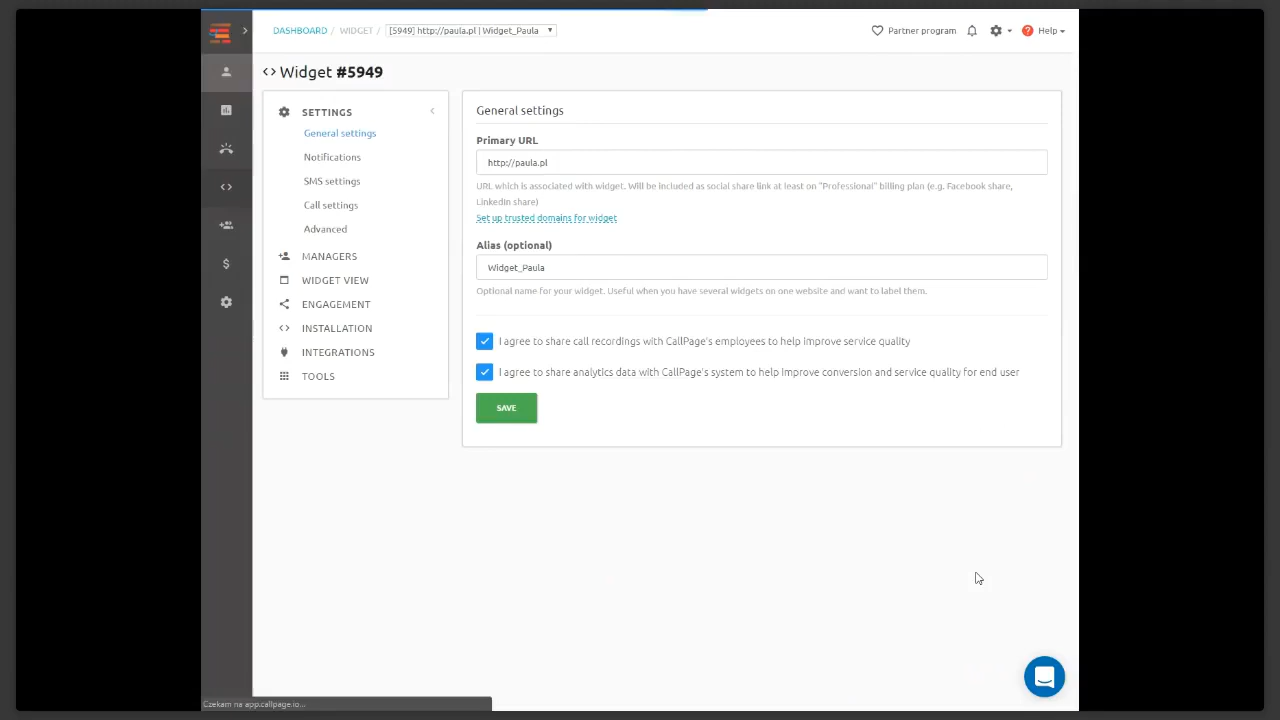 DASHBOARD / WIDGET / [5949] http://paula.pl | Widget_Paula
Partner program
Help
Widget #5949
SETTINGS
General settings
Notifications
SMS settings
Call settings
Advanced
MANAGERS
WIDGET VIEW
ENGAGEMENT
INSTALLATION
INTEGRATIONS
TOOLS
General settings
Primary URL
http://paula.pl
URL which is associated with widget. Will be included as social share link at least on "Professional" billing plan (e.g. Facebook share,
LinkedIn share)
Set up trusted domains for widget
Alias (optional)
Widget_Paula
Optional name for your widget. Useful when you have several widgets on one website and want to label them.
I agree to share call recordings with CallPage's employees to help improve service quality
I agree to share analytics data with CallPage's system to help improve conversion and service quality for end user
SAVE
Czekam na app.callpage.io...